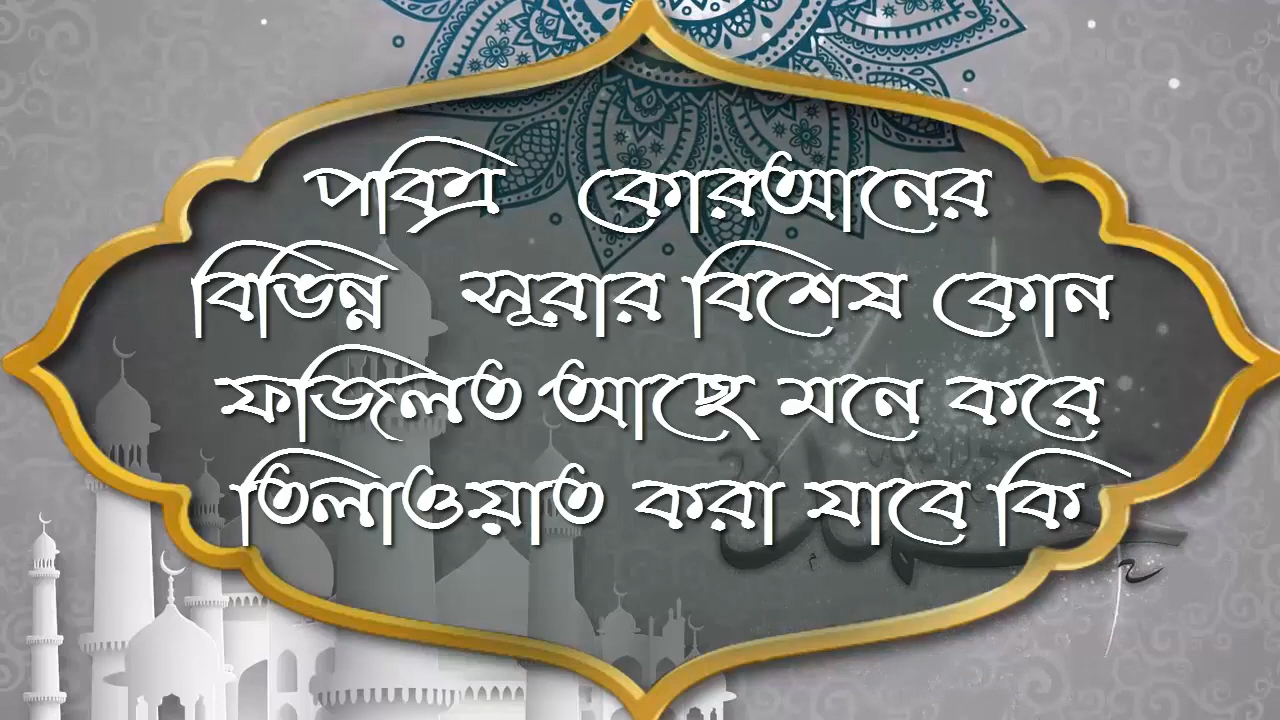 পবিত্র কোরআনের
বিভিন্ন সূরার বিশেষ কোন
ফজিলত আছে মনে করে
তিলাওয়াত করা যাবে কি